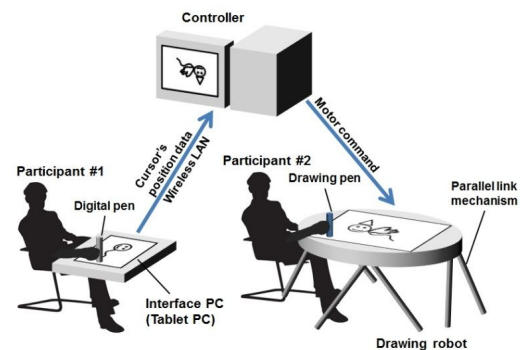 Controller
Cursor's
position data
Wireless LAN
Motor command
Participant #1
Digital pen
Interface PC
(Tablet PC)
Participant #2
Drawing pen
Parallel link
mechanism
Drawing robot